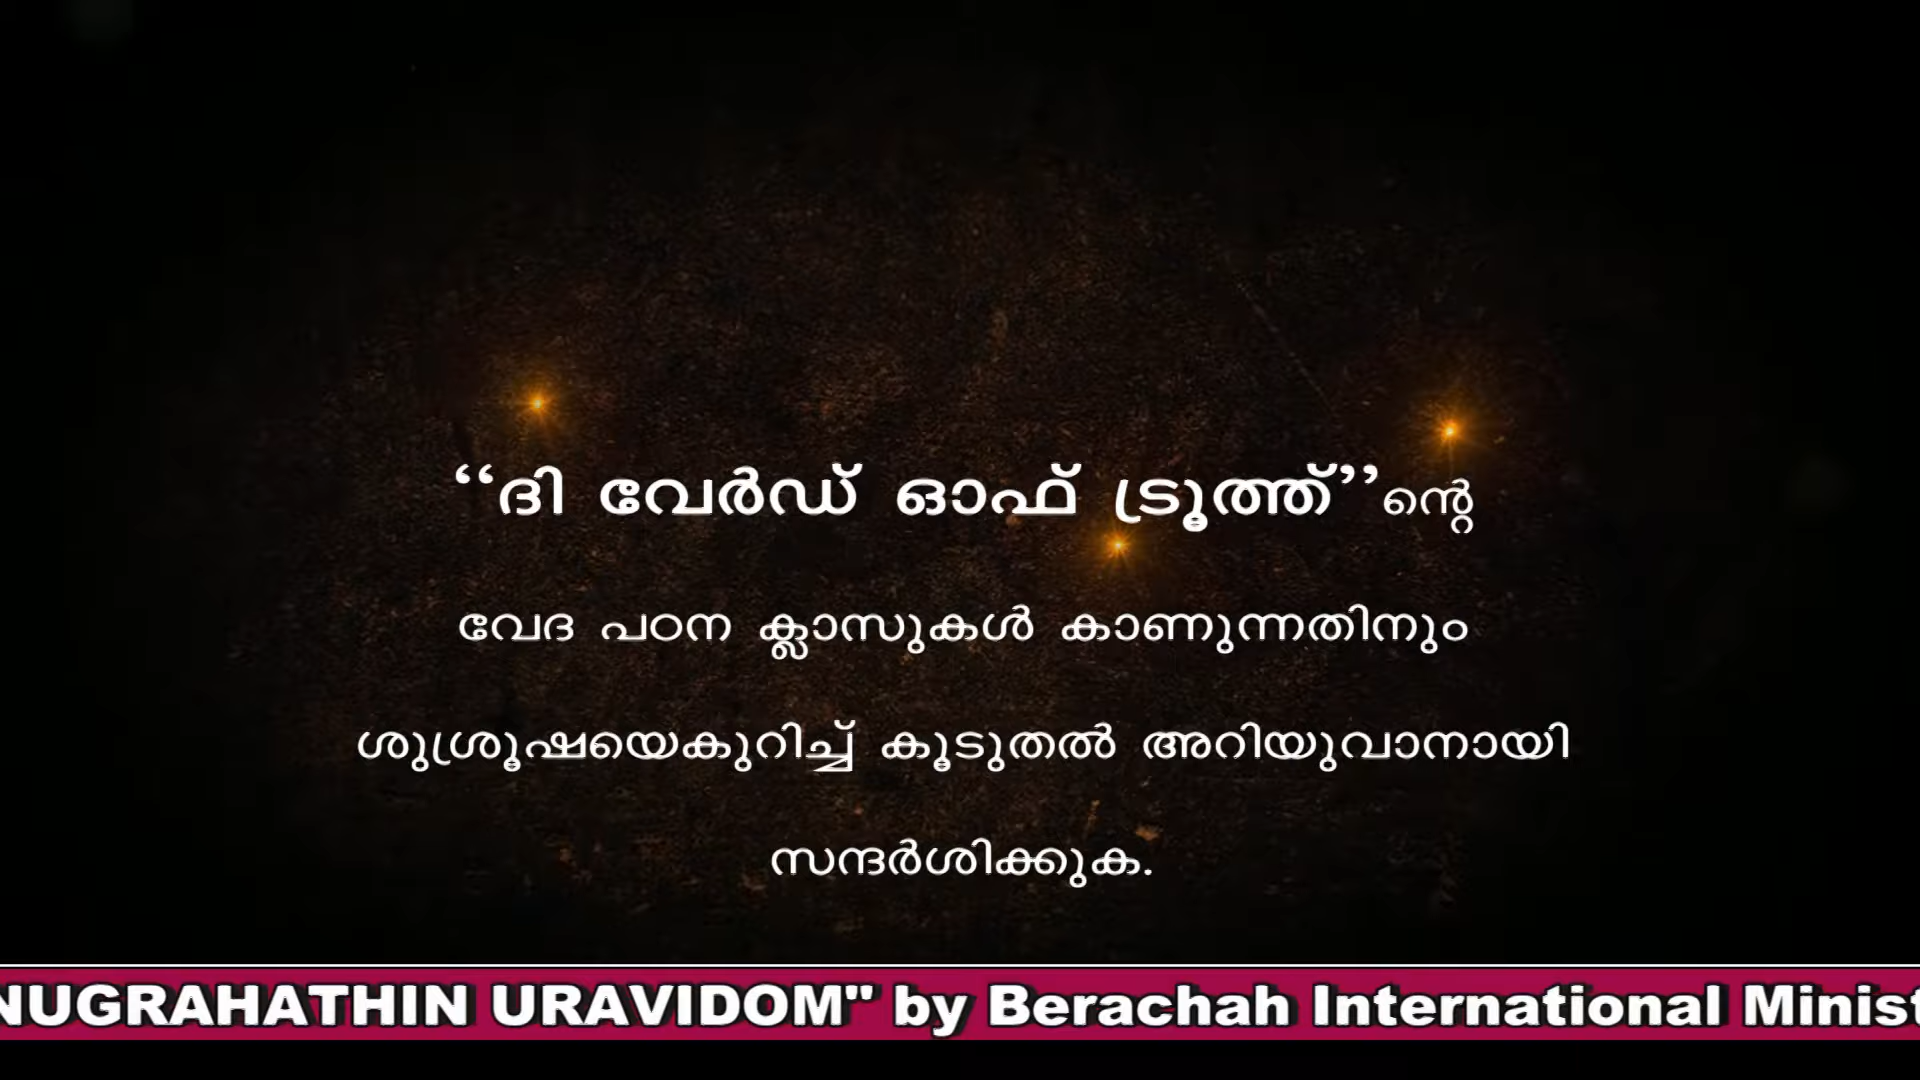 ‘‘ദി വേർഡ് ഓഫ് ട്രൂത്ത്’’ന്റെ
വേദ പഠന ക്ലാസുകൾ കാണുന്നതിനും
ശുശ്രൂഷയെകുറിച്ച് കൂടുതൽ അറിയുവാനായി
സന്ദർശിക്കുക.
NUGRAHATHIN URAVIDOM" by Berachah International Minist